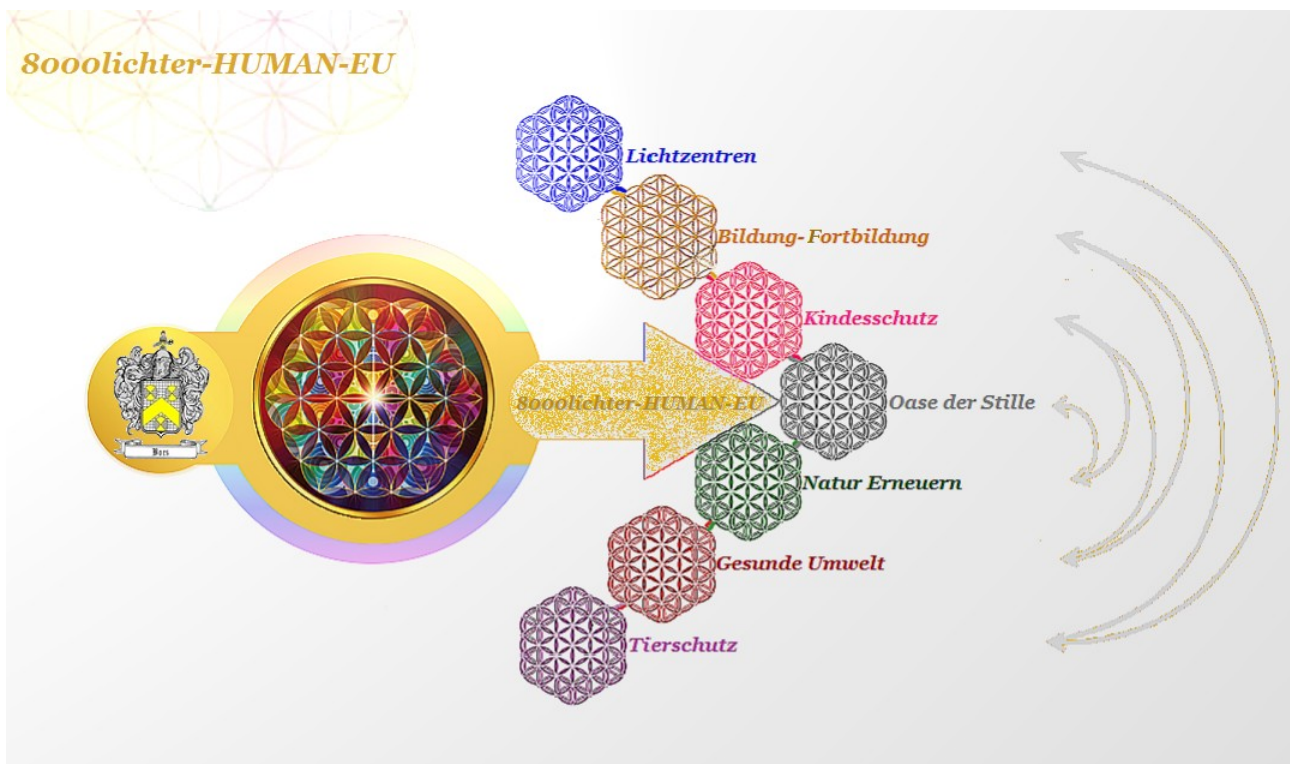 8000lichter-HUMAN-EU
Lichtzentren
Bildung- Fortbildung
Kindesschutz
8000lichter-HUMAN-EU
Oase der Stille
Natur Erneuern
Gesunde Umwelt
Tierschutz